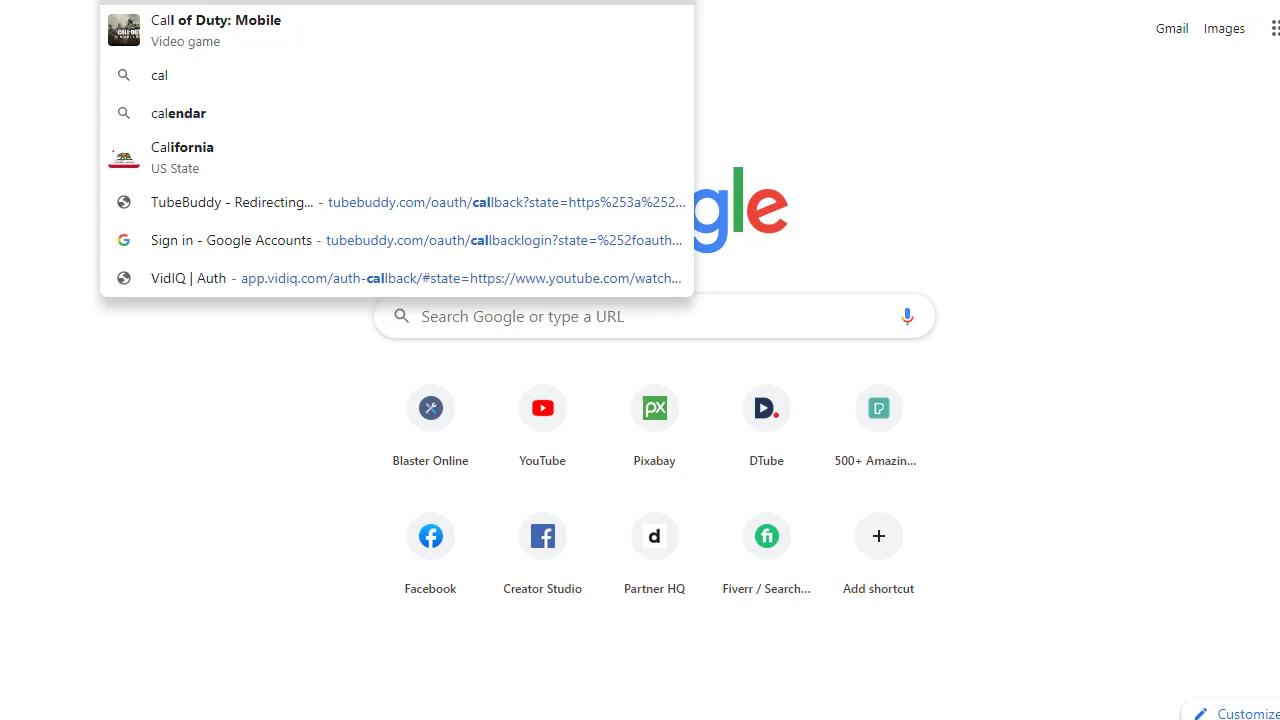 Call of Duty: Mobile
Video game
cal
calendar
California
US State
TubeBuddy - Redirecting... - tubebuddy.com/oauth/callback?state=https%253a%252...
Sign in - Google Accounts - tubebuddy.com/oauth/callbacklogin?state=%252foauth...
VidIQ | Auth - app.vidiq.com/auth-callback/#state=https://www.youtube.com/watch...
Gmail Images
gle
Search Google or type a URL
Blaster Online YouTube Pixabay DTube 500+ Amazin...
Facebook Creator Studio Partner HQ Fiverr / Search... Add shortcut
Customize